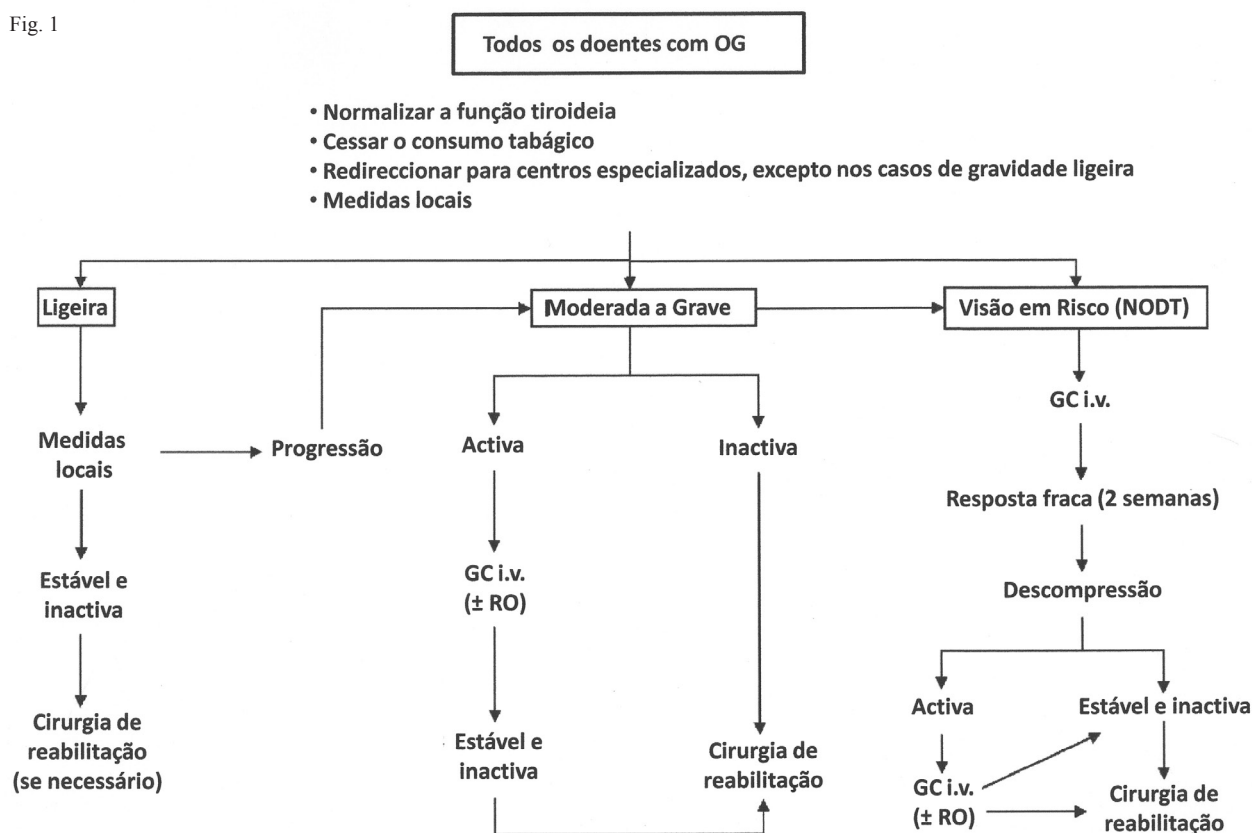 Fig. 1
Todos os doentes com OG
• Normalizar a função tiroideia
• Cessar o consumo tabágico
• Redireccionar para centros especializados, excepto nos casos de gravidade ligeira
• Medidas locais
Ligeira
Moderada a Grave
Visão em Risco (NODT)
Medidas
locais
Progressão
Activa
Inactiva
GC i.v.
Resposta fraca (2 semanas)
Estável e
inactiva
GC i.v.
(± RO)
Descompressão
Cirurgia de
reabilitação
(se necessário)
Estável e
inactiva
Cirurgia de
reabilitação
Activa
Estável e inactiva
GC i.v.
(± RO)
Cirurgia de
reabilitação